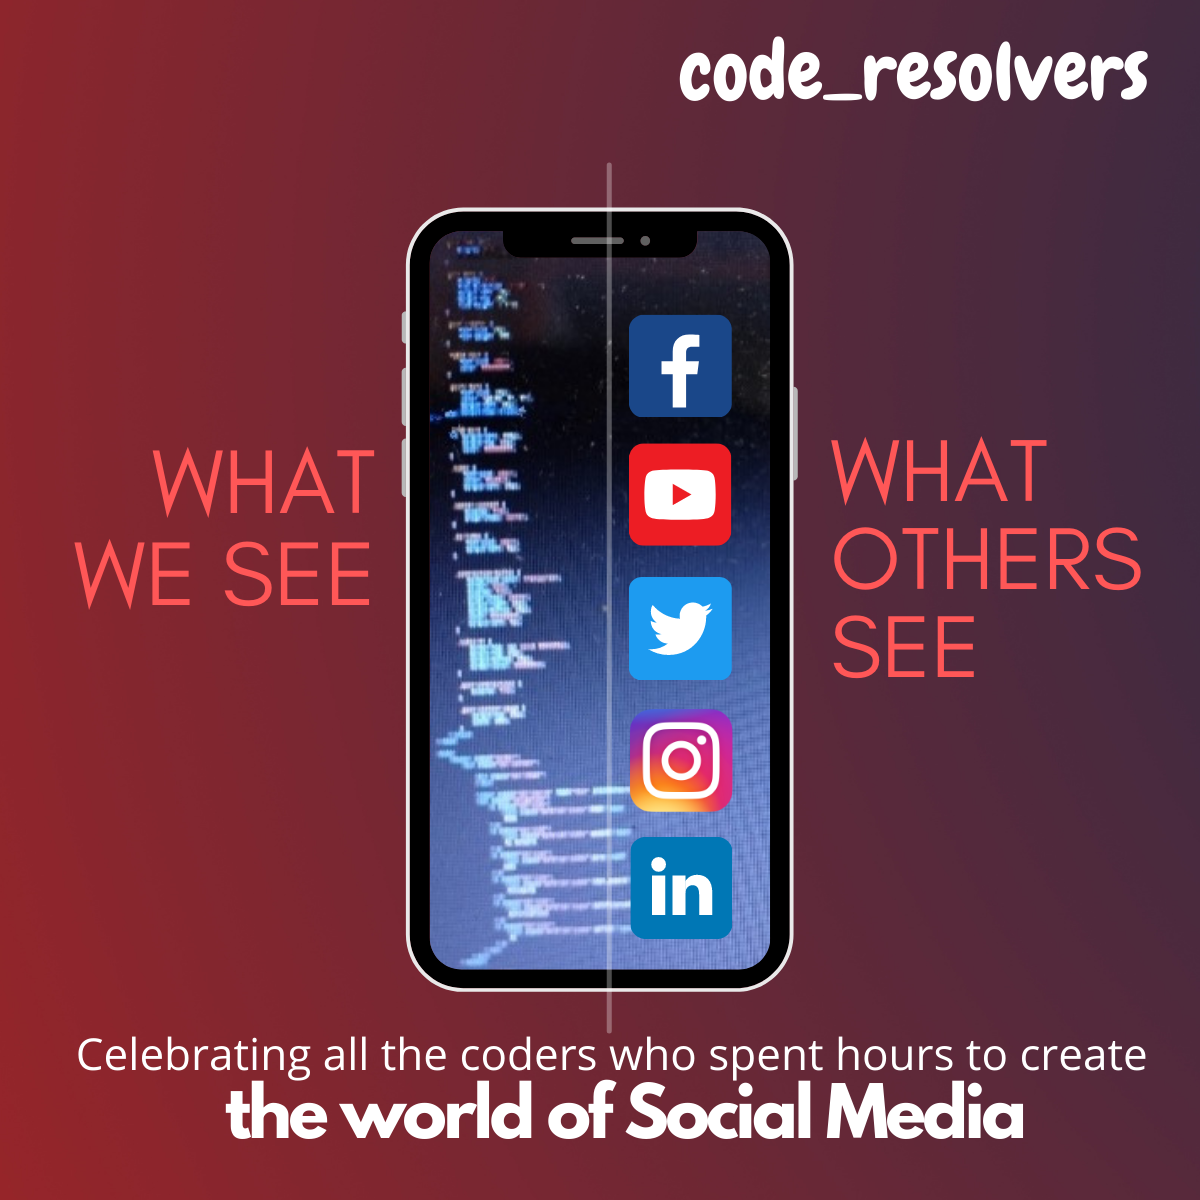 code_resolvers
WHAT
WE SEE
WHAT
OTHERS
SEE
f
in
Celebrating all the coders who spent hours to create
the world of Social Media